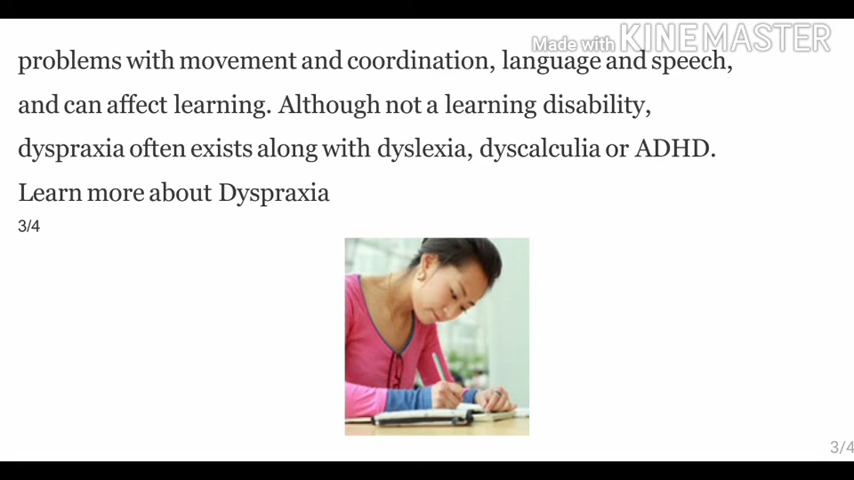 Made with KINEMASTER
problems with movement and coordination, language and speech,
and can affect learning. Although not a learning disability,
dyspraxia often exists along with dyslexia, dyscalculia or ADHD.
Learn more about Dyspraxia
3/4
3/4